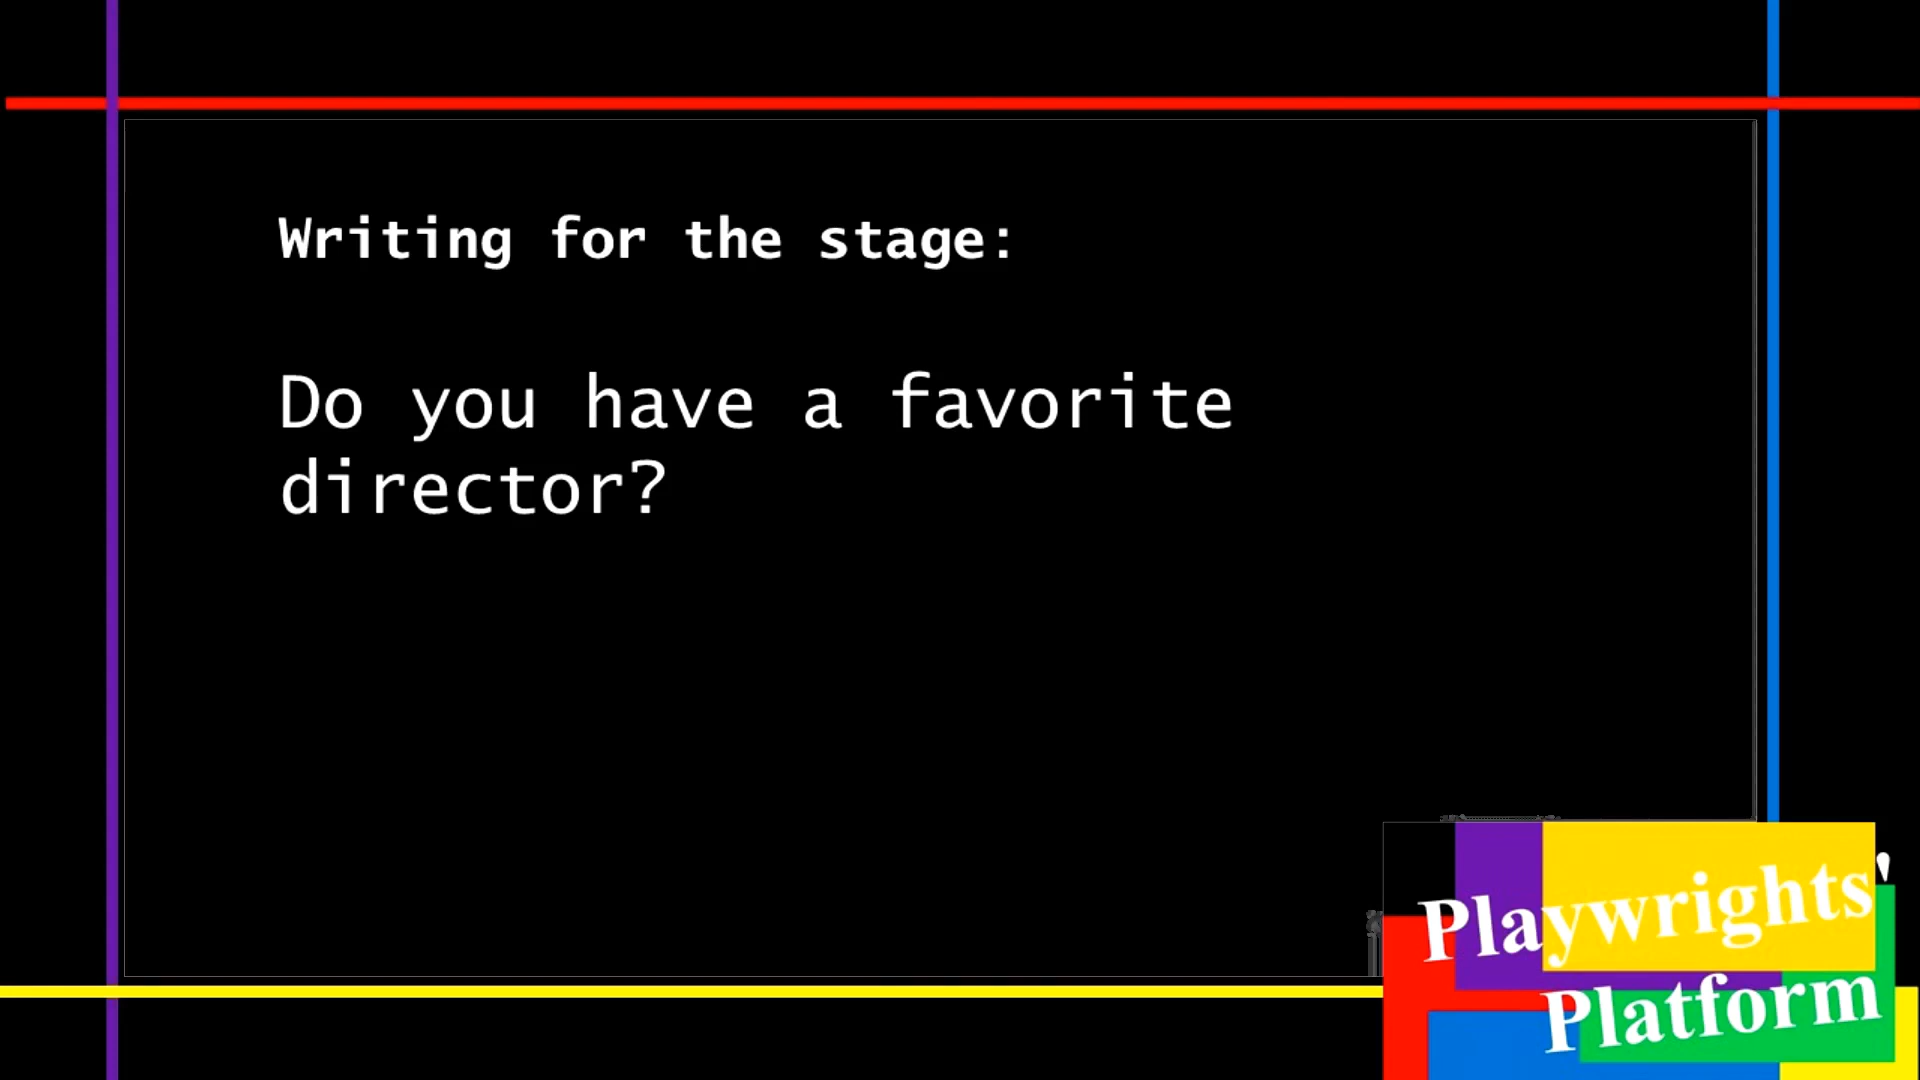 Writing for the stage:
Do you have a favorite
director?
Playwrights'
Platform